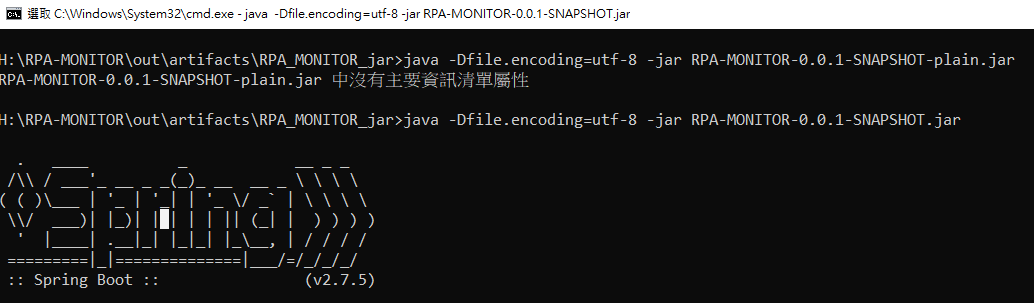 選取 C:\Windows\System32\cmd.exe - java  -Dfile.encoding=utf-8 -jar RPA-MONITOR-0.0.1-SNAPSHOT.jar
H:\RPA-MONITOR\out\artifacts\RPA_MONITOR_jar>java -Dfile.encoding=utf-8 -jar RPA-MONITOR-0.0.1-SNAPSHOT-plain.jar
RPA-MONITOR-0.0.1-SNAPSHOT-plain.jar 中沒有主要資訊清單屬性
H:\RPA-MONITOR\out\artifacts\RPA_MONITOR_jar>java -Dfile.encoding=utf-8 -jar RPA-MONITOR-0.0.1-SNAPSHOT.jar
  .   ____          _            __ _ _
 /\\ / ___'_ __ _ _(_)_ __  __ _ \ \ \ \
( ( )\___ | '_ | '_| | '_ \/ _` | \ \ \ \
 \\/  ___)| |_)| | | | | || (_| |  ) ) ) )
  '  |____| .__|_| |_|_| |_\__, | / / / /
 =========|_|==============|___/=/_/_/_/
 :: Spring Boot ::                (v2.7.5)